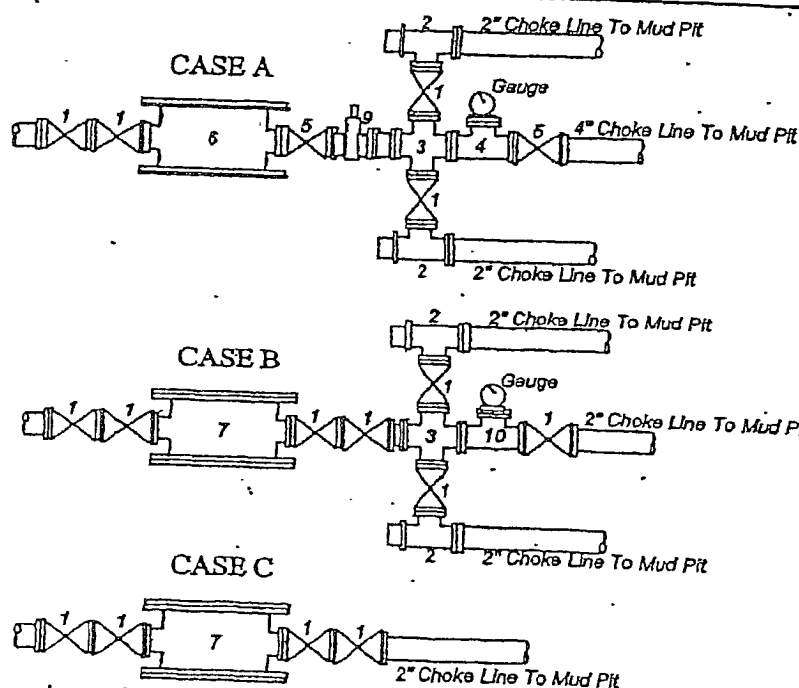 2
2" Choke Line To Mud Pit
CASE A
1
Gauge
1 1 6 5 9 3 4 5 4" Choke Line To Mud Pit
1
2 2" Choke Line To Mud Pit
2
2" Choke Line To Mud Pit
CASE B
1
Gauge
1 1 7 1 1 3 10 1 2" Choke Line To Mud P
1
2 2" Choke Line To Mud Pit
CASE C
1 1 7 1 1
2" Choke Line To Mud Pit